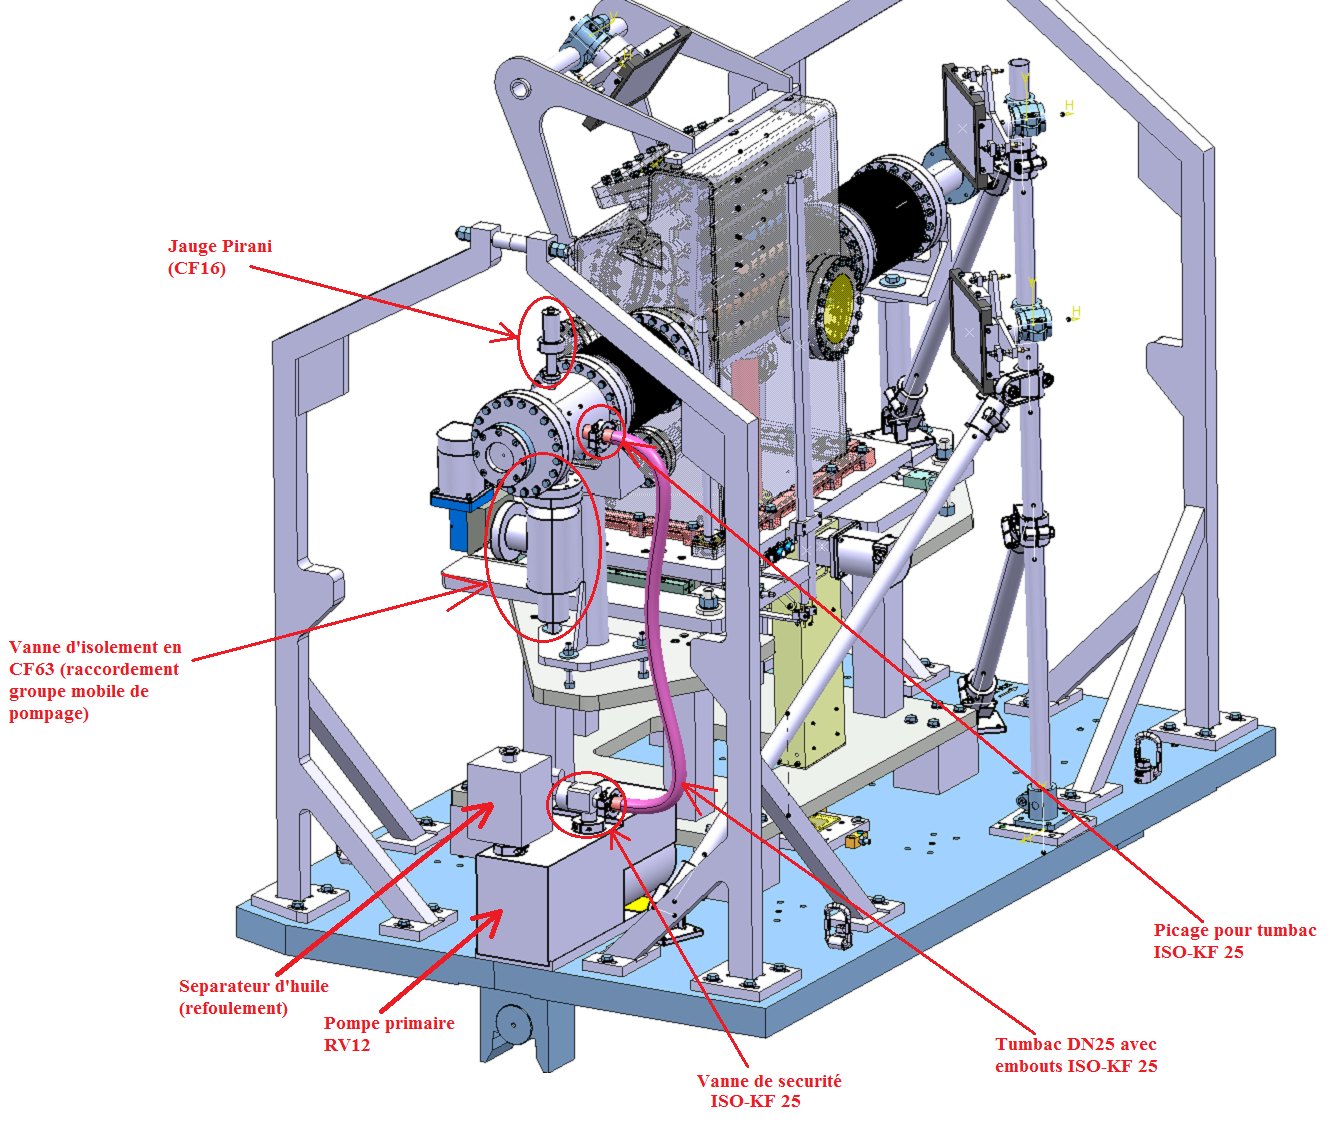 Jauge Pirani
(CF16)
Vanne d'isolement en
CF63 (raccordement
groupe mobile de
pompage)
Separateur d'huile
(refoulement)
Pompe primaire
RV12
Vanne de securité
ISO-KF 25
Tumbac DN25 avec
embouts ISO-KF 25
Picage pour tumbac
ISO-KF 25
H
H
H